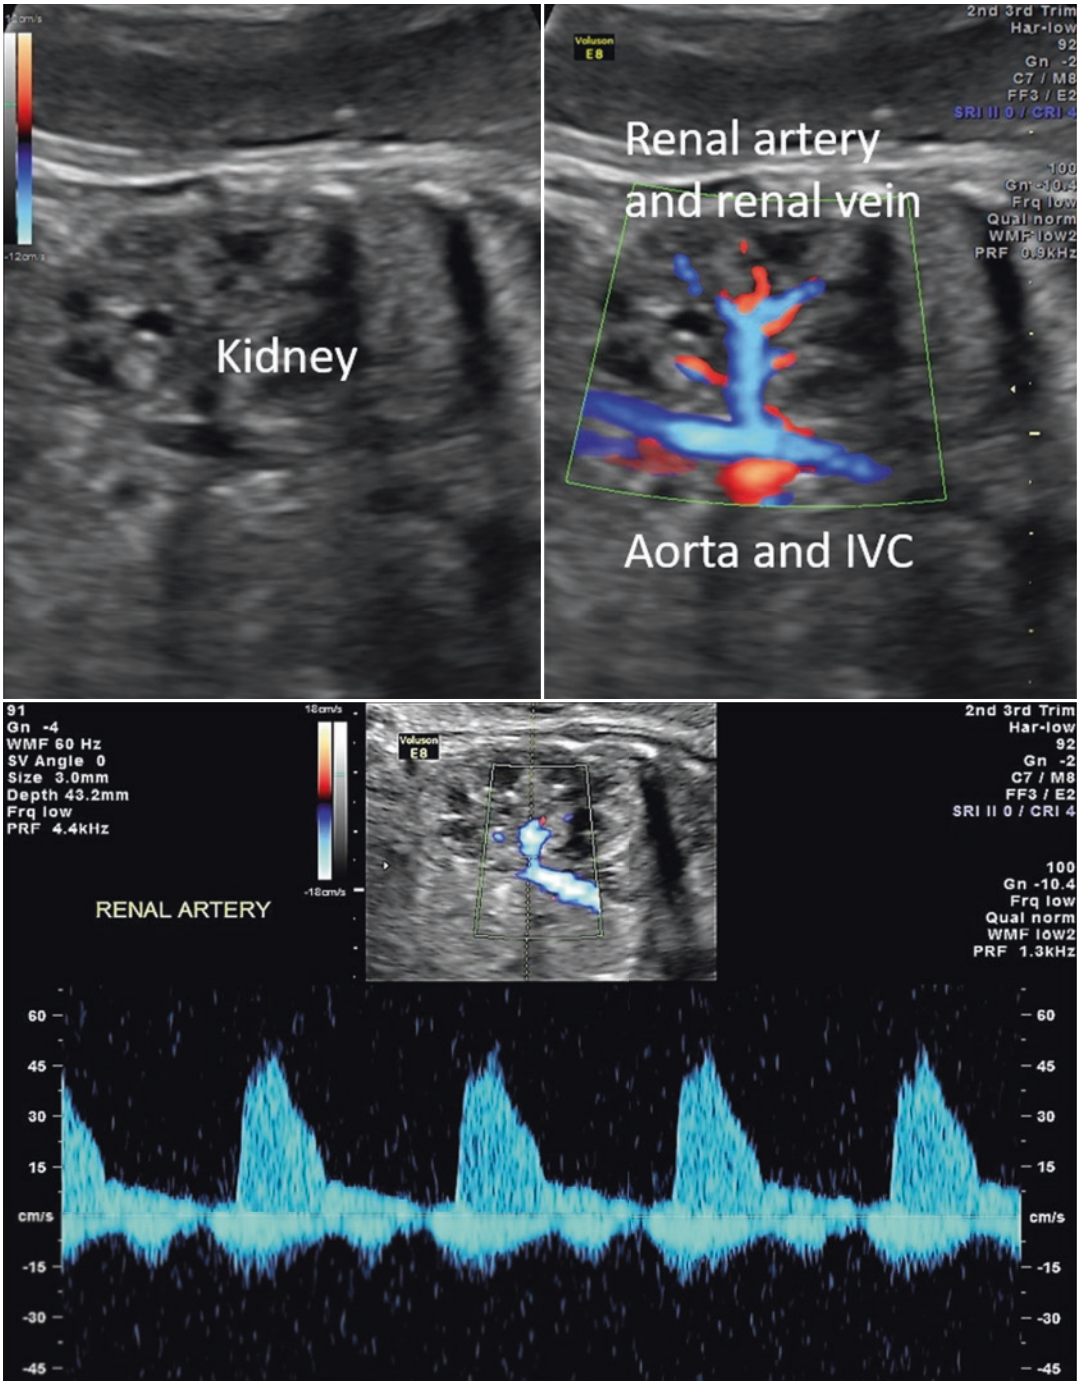 12cm/s
-12cm/s
Kidney
Voluson
E8
2nd 3rd Trim
Har-low
92
Gn -2
C7 / M8
FF3 / E2
SRI II 0 / CRI 4
Renal artery
and renal vein
100
Gn -10.4
Frq low
Qual norm
WMF low2
PRF 0.9kHz
Aorta and IVC
91
Gn -4
WMF 60 Hz
SV Angle 0
Size 3.0mm
Depth 43.2mm
Frq low
PRF 4.4kHz
18cm/s
-18cm/s
RENAL ARTERY
Voluson
E8
2nd 3rd Trim
Har-low
92
Gn -2
C7 / M8
FF3 / E2
SRI II 0 / CRI 4
100
Gn -10.4
Frq low
Qual norm
WMF low2
PRF 1.3kHz
60
45
30
15
cm/s
-15
-30
-45
60
45
30
15
cm/s
-15
-30
-45